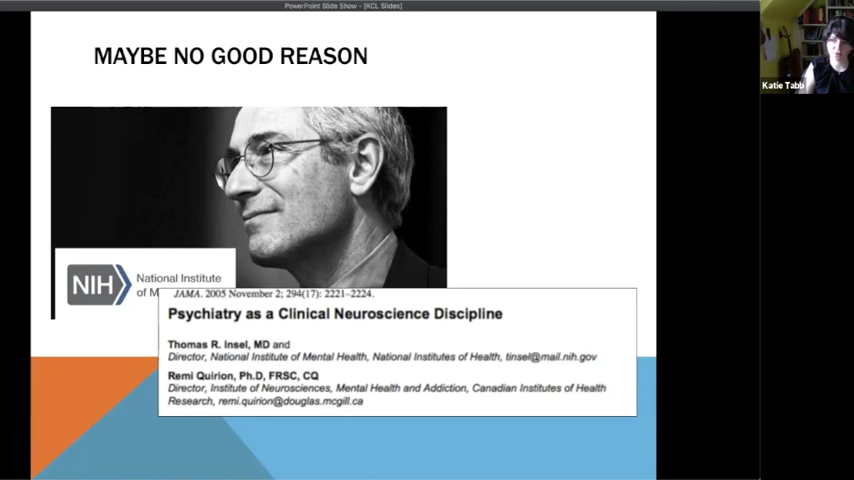 PowerPoint Slide Show - [KCL Slides]
MAYBE NO GOOD REASON
Katie Tabb
NIH
National Institute
of M
JAMA. 2005 November 2; 294(17): 2221–2224.
Psychiatry as a Clinical Neuroscience Discipline
Thomas R. Insel, MD and
Director, National Institute of Mental Health, National Institutes of Health, tinsel@mail.nih.gov
Remi Quirion, Ph.D, FRSC, CQ
Director, Institute of Neurosciences, Mental Health and Addiction, Canadian Institutes of Health
Research, remi.quirion@douglas.mcgill.ca